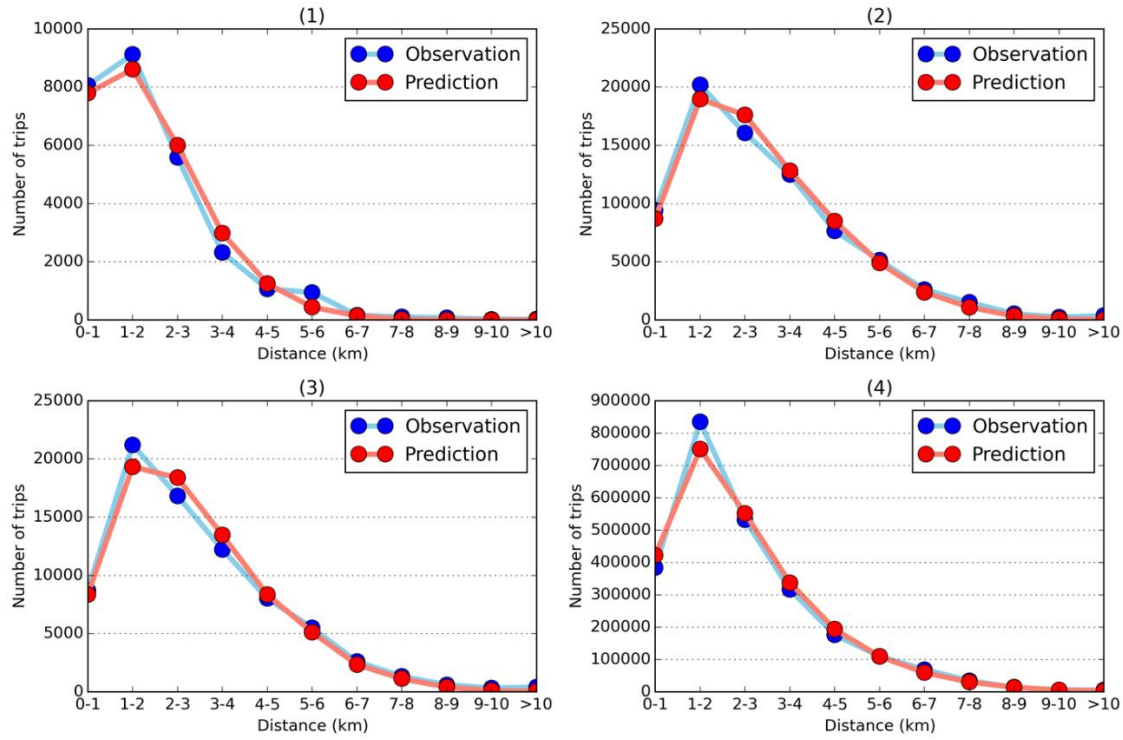 (1)
10000
8000
6000
4000
2000
0
Number of trips
Observation
Prediction
0-1 1-2 2-3 3-4 4-5 5-6 6-7 7-8 8-9 9-10 >10
Distance (km)
(2)
25000
20000
15000
10000
5000
0
Number of trips
Observation
Prediction
0-1 1-2 2-3 3-4 4-5 5-6 6-7 7-8 8-9 9-10 >10
Distance (km)
(3)
25000
20000
15000
10000
5000
0
Number of trips
Observation
Prediction
0-1 1-2 2-3 3-4 4-5 5-6 6-7 7-8 8-9 9-10 >10
Distance (km)
(4)
900000
800000
700000
600000
500000
400000
300000
200000
100000
0
Number of trips
Observation
Prediction
0-1 1-2 2-3 3-4 4-5 5-6 6-7 7-8 8-9 9-10 >10
Distance (km)